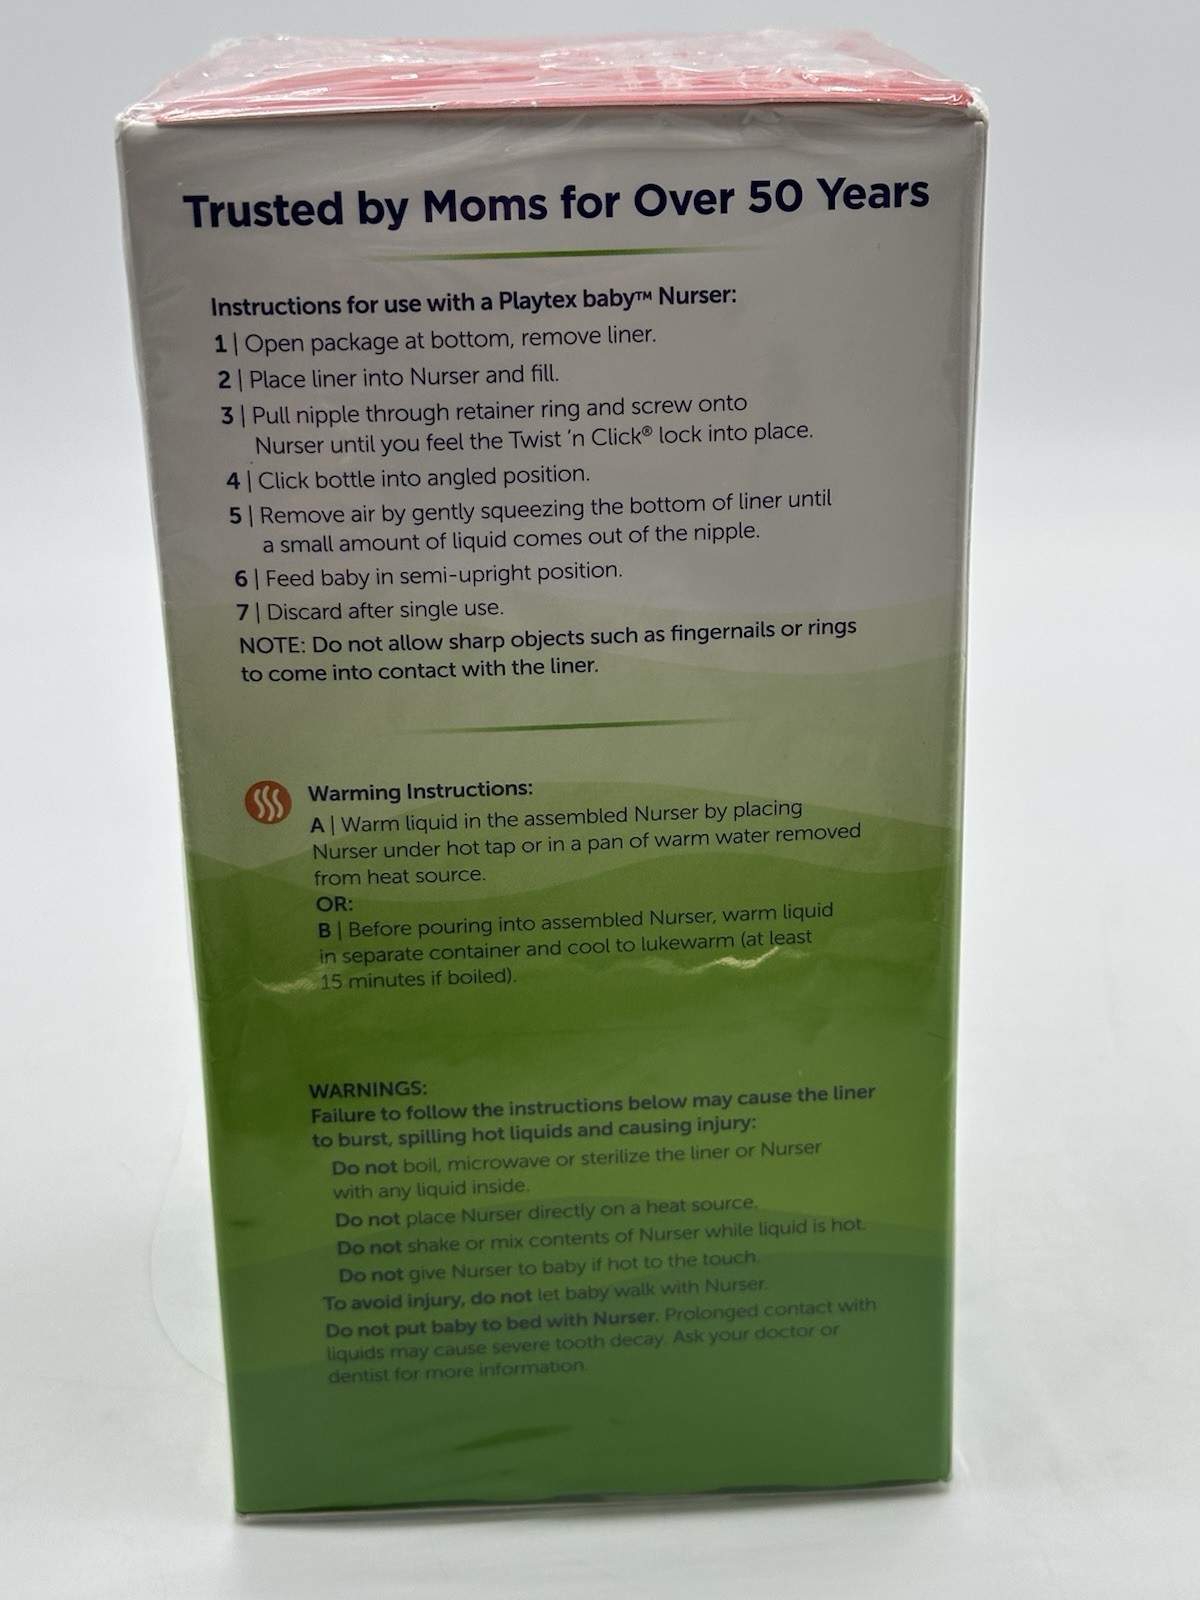 Trusted by Moms for Over 50 Years
Instructions for use with a Playtex baby™ Nurser:
1 | Open package at bottom, remove liner.
2 | Place liner into Nurser and fill.
3 | Pull nipple through retainer ring and screw onto
Nurser until you feel the Twist 'n Click® lock into place.
4 | Click bottle into angled position.
5 | Remove air by gently squeezing the bottom of liner until
a small amount of liquid comes out of the nipple.
6 | Feed baby in semi-upright position.
7 | Discard after single use.
NOTE: Do not allow sharp objects such as fingernails or rings
to come into contact with the liner.
Warming Instructions:
A | Warm liquid in the assembled Nurser by placing
Nurser under hot tap or in a pan of warm water removed
from heat source.
OR:
B | Before pouring into assembled Nurser, warm liquid
in separate container and cool to lukewarm (at least
15 minutes if boiled).
WARNINGS:
Failure to follow the instructions below may cause the liner
to burst, spilling hot liquids and causing injury:
Do not boil, microwave or sterilize the liner or Nurser
with any liquid inside.
Do not place Nurser directly on a heat source.
Do not shake or mix contents of Nurser while liquid is hot.
Do not give Nurser to baby if hot to the touch.
To avoid injury, do not let baby walk with Nurser.
Do not put baby to bed with Nurser. Prolonged contact with
liquids may cause severe tooth decay. Ask your doctor or
dentist for more information.